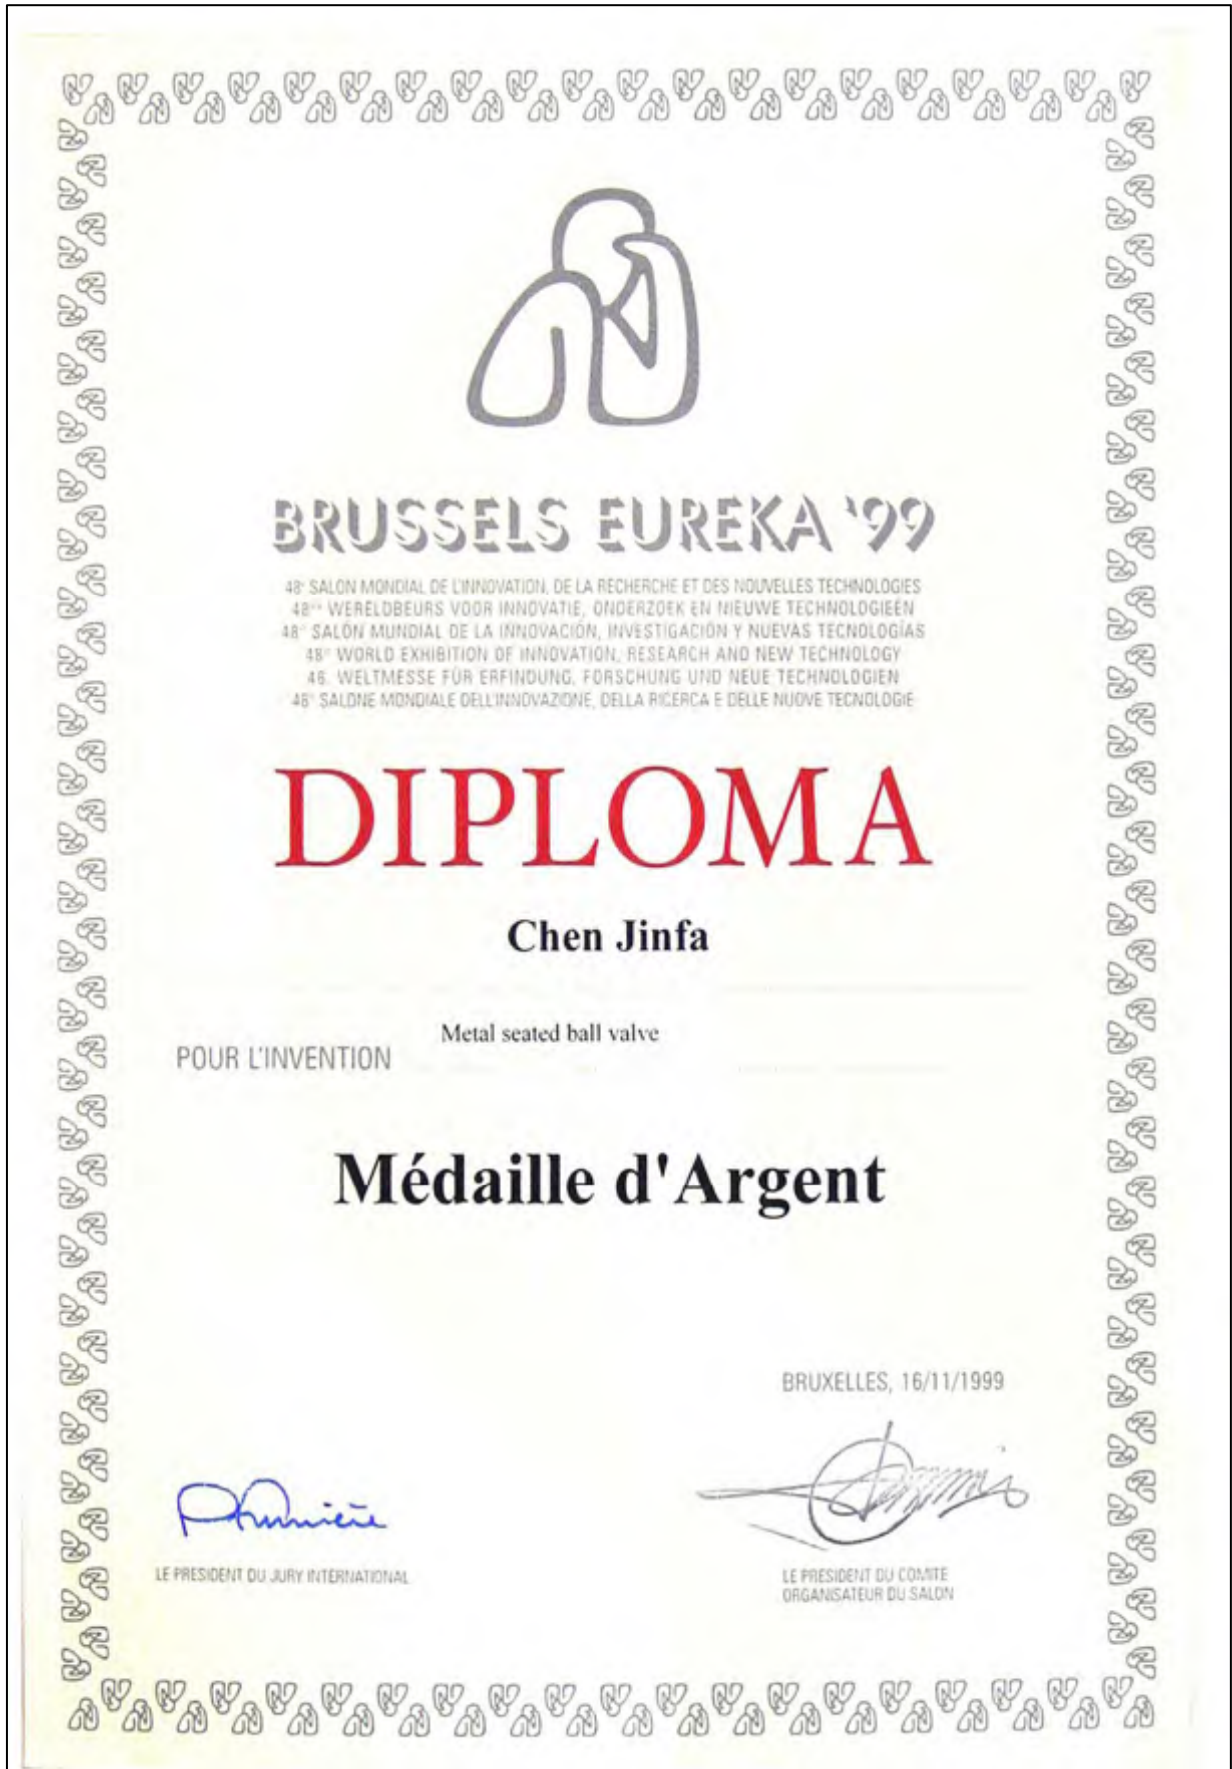 BRUSSELS EUREKA '99
48e SALON MONDIAL DE L'INNOVATION, DE LA RECHERCHE ET DES NOUVELLES TECHNOLOGIES
48ste WERELDBEURS VOOR INNOVATIE, ONDERZOEK EN NIEUWE TECHNOLOGIEËN
48o SALÓN MUNDIAL DE LA INNOVACIÓN, INVESTIGACIÓN Y NUEVAS TECNOLOGÍAS
48th WORLD EXHIBITION OF INNOVATION, RESEARCH AND NEW TECHNOLOGY
48. WELTMESSE FÜR ERFINDUNG, FORSCHUNG UND NEUE TECHNOLOGIEN
48o SALONE MONDIALE DELL'INNOVAZIONE, DELLA RICERCA E DELLE NUOVE TECNOLOGIE
DIPLOMA
Chen Jinfa
Metal seated ball valve
POUR L'INVENTION
Médaille d'Argent
BRUXELLES, 16/11/1999
LE PRESIDENT DU JURY INTERNATIONAL
LE PRESIDENT DU COMITE
ORGANISATEUR DU SALON